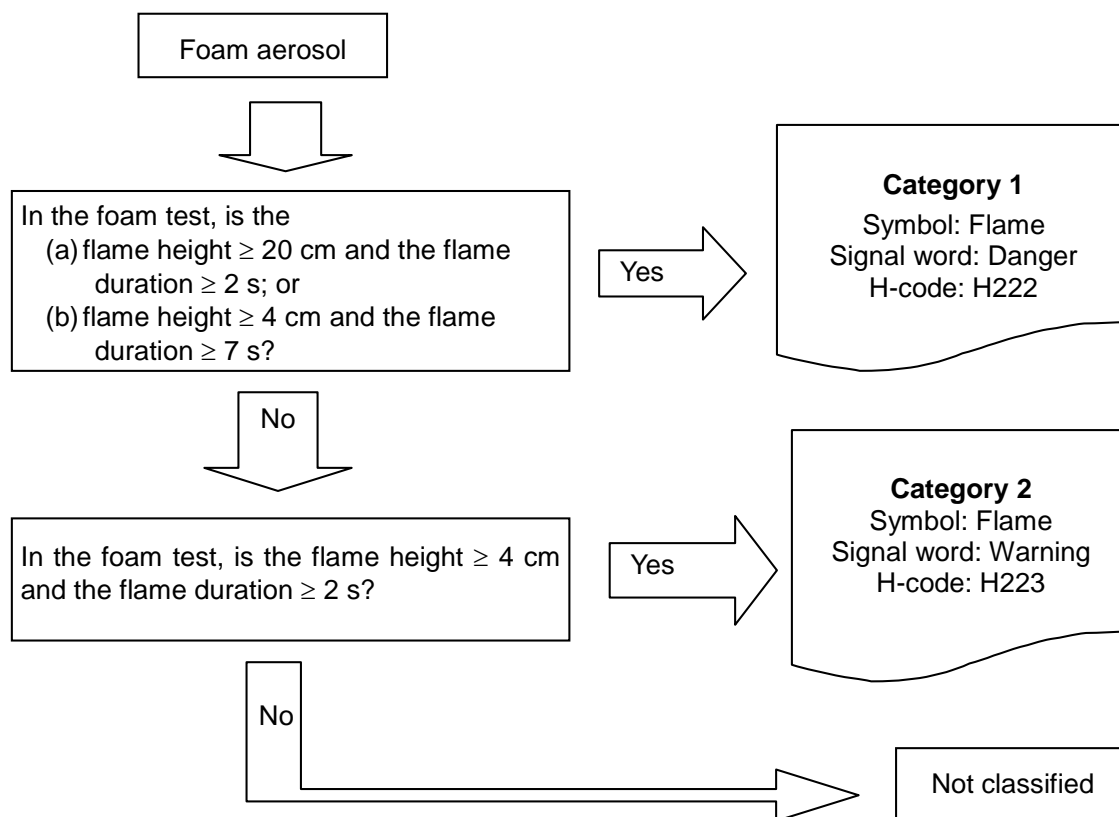 Foam aerosol
In the foam test, is the
(a) flame height ≥ 20 cm and the flame
duration ≥ 2 s; or
(b) flame height ≥ 4 cm and the flame
duration ≥ 7 s?
Yes
Category 1
Symbol: Flame
Signal word: Danger
H-code: H222
No
In the foam test, is the flame height ≥ 4 cm
and the flame duration ≥ 2 s?
Yes
Category 2
Symbol: Flame
Signal word: Warning
H-code: H223
No
Not classified